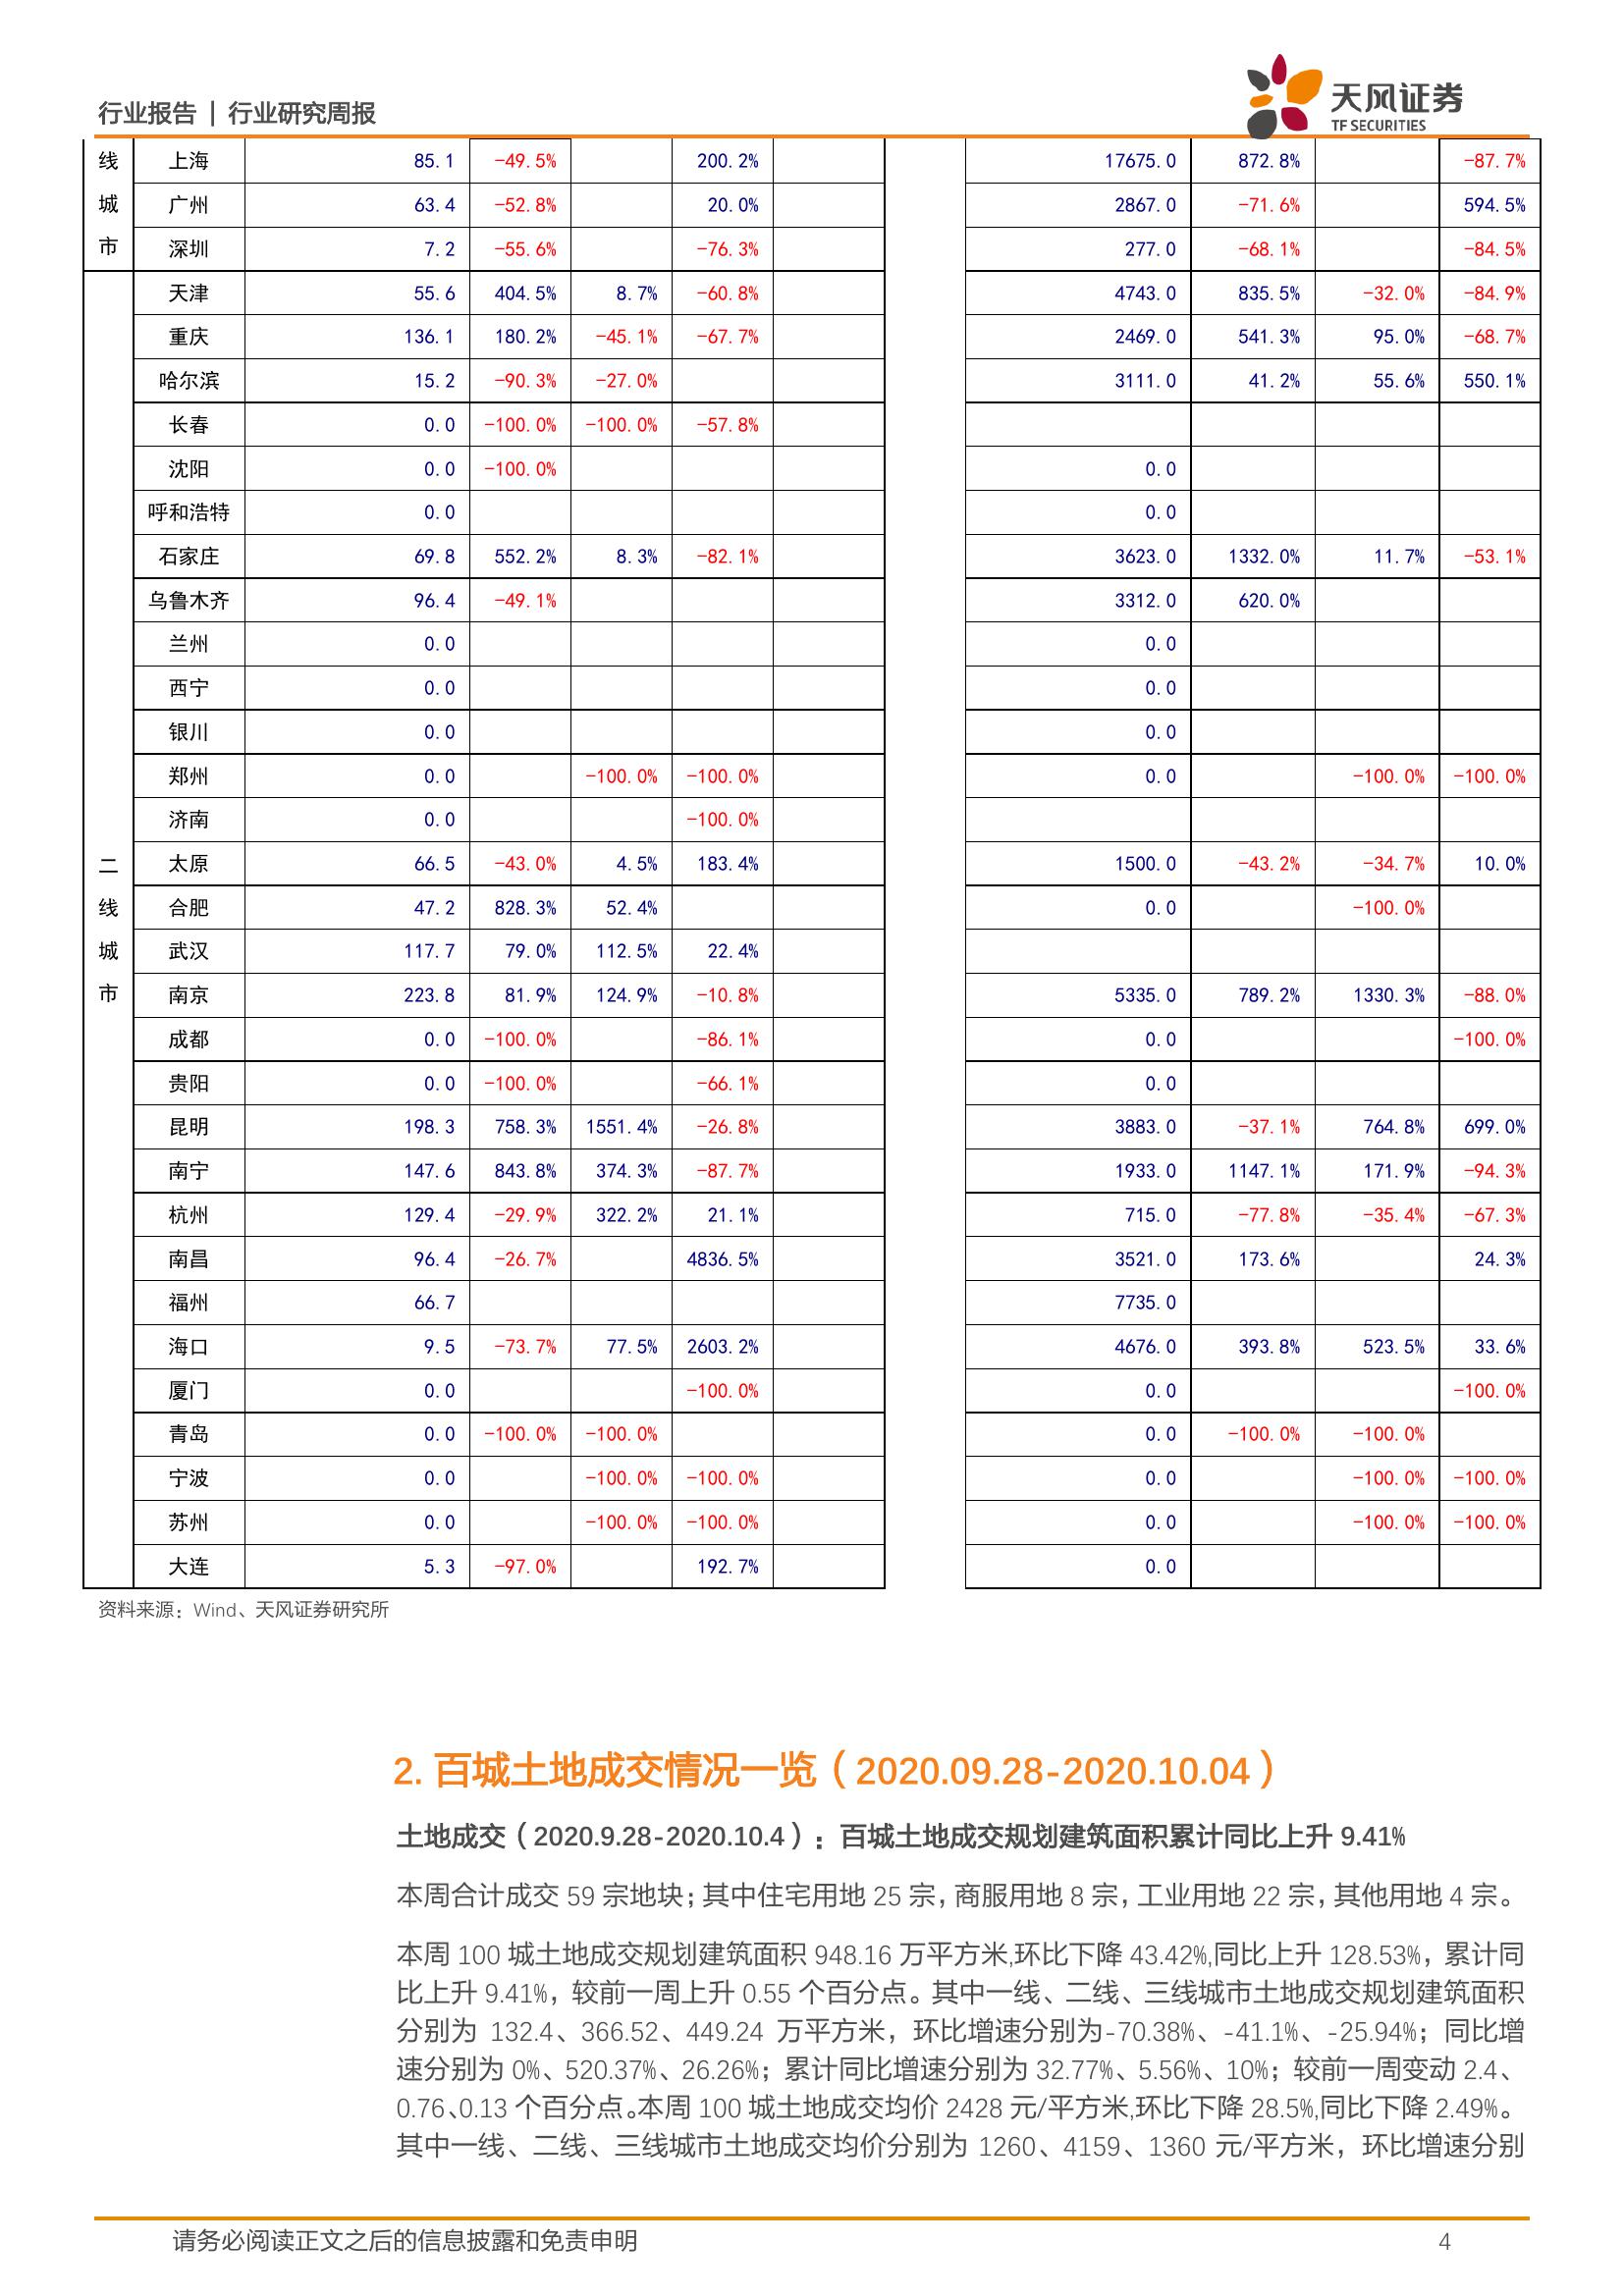 行业报告 | 行业研究周报
天风证券
TF SECURITIES
线 上海 85.1 -49.5% 200.2% 17675.0 872.8% -87.7%
城 广州 63.4 -52.8% 20.0% 2867.0 -71.6% 594.5%
市 深圳 7.2 -55.6% -76.3% 277.0 -68.1% -84.5%
天津 55.6 404.5% 8.7% -60.8% 4743.0 835.5% -32.0% -84.9%
重庆 136.1 180.2% -45.1% -67.7% 2469.0 541.3% 95.0% -68.7%
哈尔滨 15.2 -90.3% -27.0% 3111.0 41.2% 55.6% 550.1%
长春 0.0 -100.0% -100.0% -57.8%
沈阳 0.0 -100.0% 0.0
呼和浩特 0.0 0.0
石家庄 69.8 552.2% 8.3% -82.1% 3623.0 1332.0% 11.7% -53.1%
乌鲁木齐 96.4 -49.1% 3312.0 620.0%
兰州 0.0 0.0
西宁 0.0 0.0
银川 0.0 0.0
郑州 0.0 -100.0% -100.0% 0.0 -100.0% -100.0%
济南 0.0 -100.0%
二 太原 66.5 -43.0% 4.5% 183.4% 1500.0 -43.2% -34.7% 10.0%
线 合肥 47.2 828.3% 52.4% 0.0 -100.0%
城 武汉 117.7 79.0% 112.5% 22.4%
市 南京 223.8 81.9% 124.9% -10.8% 5335.0 789.2% 1330.3% -88.0%
成都 0.0 -100.0% -86.1% 0.0 -100.0%
贵阳 0.0 -100.0% -66.1% 0.0
昆明 198.3 758.3% 1551.4% -26.8% 3883.0 -37.1% 764.8% 699.0%
南宁 147.6 843.8% 374.3% -87.7% 1933.0 1147.1% 171.9% -94.3%
杭州 129.4 -29.9% 322.2% 21.1% 715.0 -77.8% -35.4% -67.3%
南昌 96.4 -26.7% 4836.5% 3521.0 173.6% 24.3%
福州 66.7 7735.0
海口 9.5 -73.7% 77.5% 2603.2% 4676.0 393.8% 523.5% 33.6%
厦门 0.0 -100.0% 0.0 -100.0%
青岛 0.0 -100.0% -100.0% 0.0 -100.0% -100.0%
宁波 0.0 -100.0% -100.0% 0.0 -100.0% -100.0%
苏州 0.0 -100.0% -100.0% 0.0 -100.0% -100.0%
大连 5.3 -97.0% 192.7% 0.0
资料来源：Wind、天风证券研究所
2. 百城土地成交情况一览（2020.09.28-2020.10.04）
土地成交（2020.9.28-2020.10.4）：百城土地成交规划建筑面积累计同比上升 9.41%
本周合计成交 59 宗地块；其中住宅用地 25 宗，商服用地 8 宗，工业用地 22 宗，其他用地 4 宗。
本周 100 城土地成交规划建筑面积 948.16 万平方米,环比下降 43.42%,同比上升 128.53%，累计同
比上升 9.41%，较前一周上升 0.55 个百分点。其中一线、二线、三线城市土地成交规划建筑面积
分别为 132.4、366.52、449.24 万平方米，环比增速分别为-70.38%、-41.1%、-25.94%；同比增
速分别为 0%、520.37%、26.26%；累计同比增速分别为 32.77%、5.56%、10%；较前一周变动 2.4、
0.76、0.13 个百分点。本周 100 城土地成交均价 2428 元/平方米,环比下降 28.5%,同比下降 2.49%。
其中一线、二线、三线城市土地成交均价分别为 1260、4159、1360 元/平方米，环比增速分别
请务必阅读正文之后的信息披露和免责申明 4